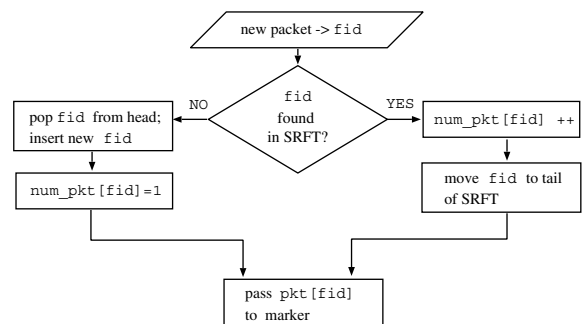 new packet -> fid
fid
found
in SRFT?
NO
YES
pop fid from head;
insert new fid
num_pkt[fid] ++
num_pkt[fid]=1
move fid to tail
of SRFT
pass pkt[fid]
to marker